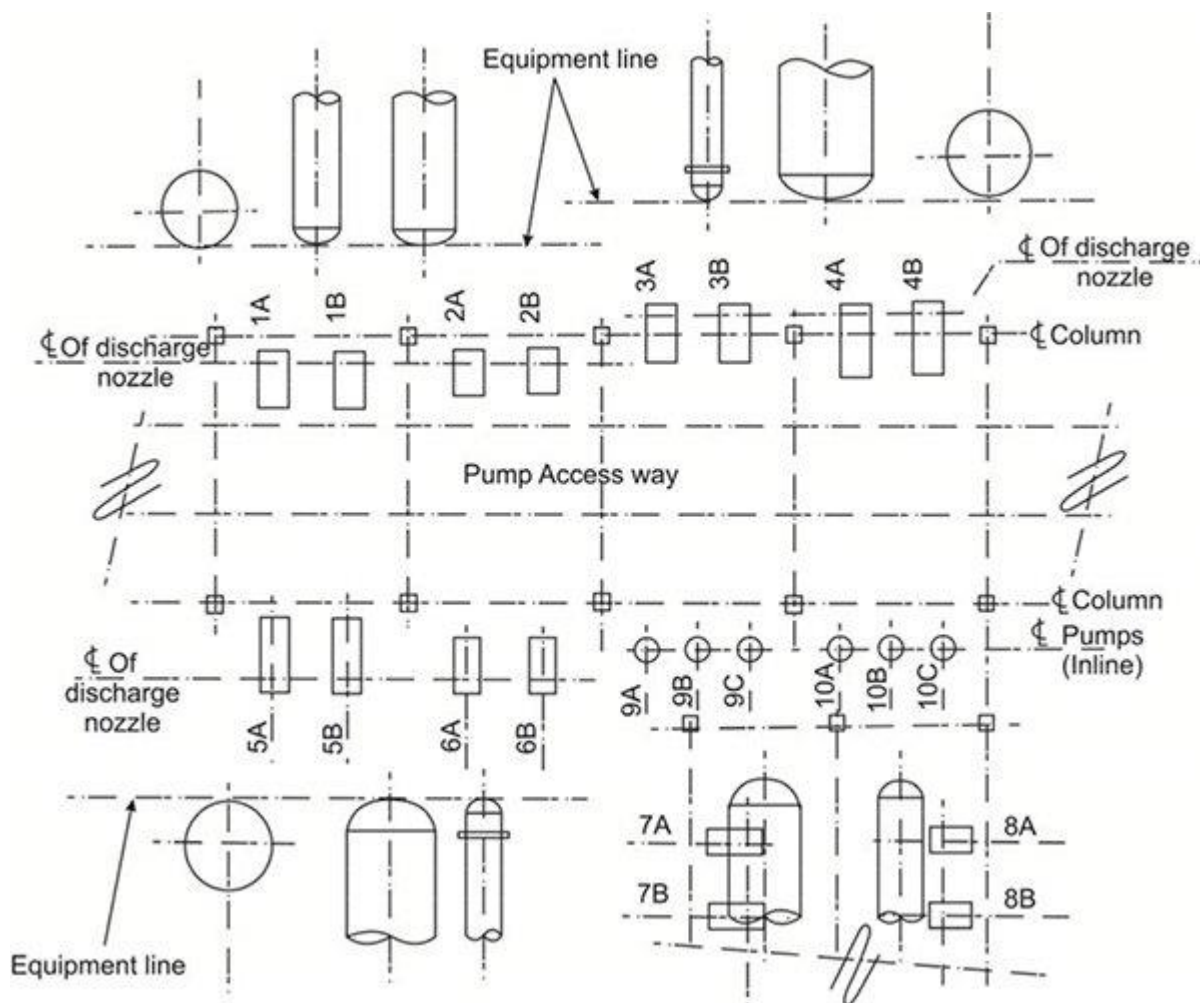 Equipment line
℄ Of discharge
nozzle
1A
1B
2A
2B
3A
3B
4A
4B
℄ Of discharge
nozzle
℄ Column
Pump Access way
℄ Column
℄ Pumps
(Inline)
℄ Of
discharge
nozzle
5A
5B
6A
6B
9A
9B
9C
10A
10B
10C
7A
8A
7B
8B
Equipment line